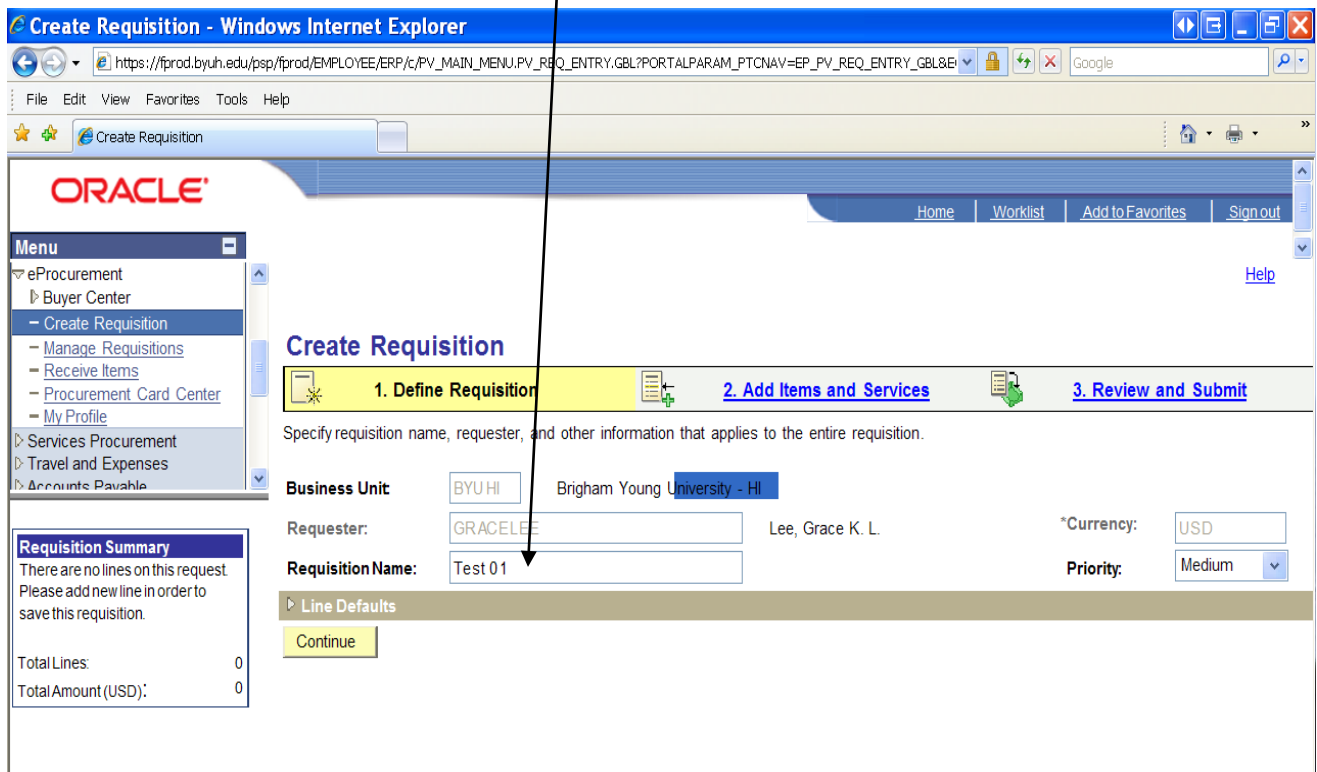 Create Requisition - Windows Internet Explorer
https://fprod.byuh.edu/psp/fprod/EMPLOYEE/ERP/c/PV_MAIN_MENU.PV_REQ_ENTRY.GBL?PORTALPARAM_PTCNAV=EP_PV_REQ_ENTRY_GBL&E
Google
File Edit View Favorites Tools Help
Create Requisition
»
ORACLE
Home Worklist Add to Favorites Sign out
Menu
eProcurement
Buyer Center
Create Requisition
Manage Requisitions
Receive Items
Procurement Card Center
My Profile
Services Procurement
Travel and Expenses
Accounts Payable
Requisition Summary
There are no lines on this request.
Please add new line in order to
save this requisition.
Total Lines: 0
Total Amount (USD): 0
Help
Create Requisition
1. Define Requisition 2. Add Items and Services 3. Review and Submit
Specify requisition name, requester, and other information that applies to the entire requisition.
Business Unit: BYUHI Brigham Young University - HI
Requester: GRACELEE Lee, Grace K. L. *Currency: USD
Requisition Name: Test 01 Priority: Medium
Line Defaults
Continue